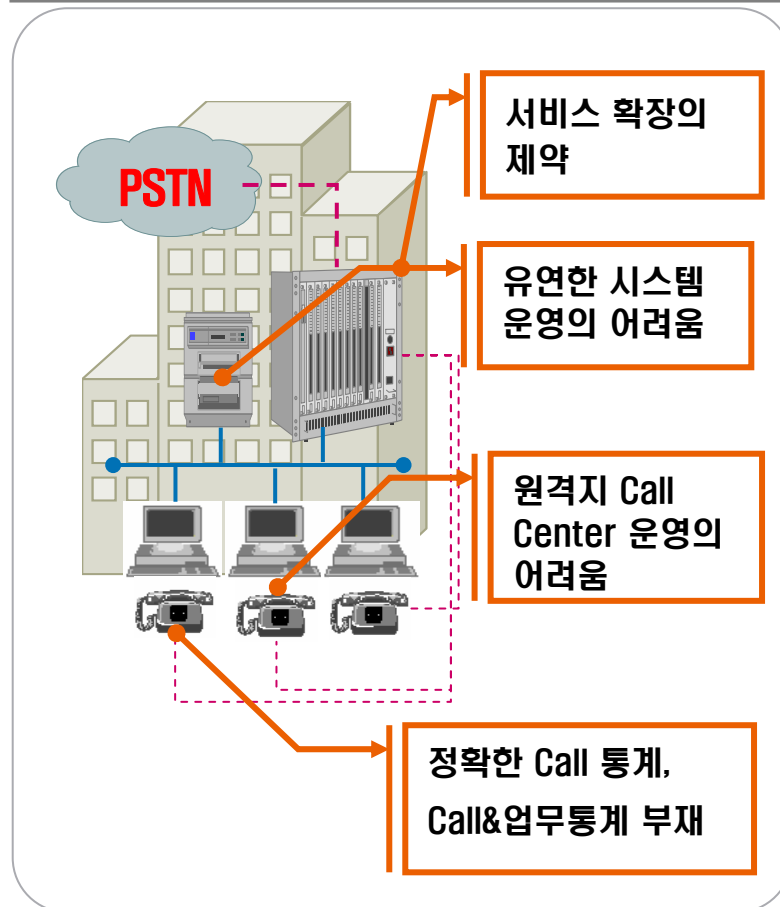 PSTN
서비스 확장의
제약
유연한 시스템
운영의 어려움
원격지 Call
Center 운영의
어려움
정확한 Call 통계,
Call&업무통계 부재